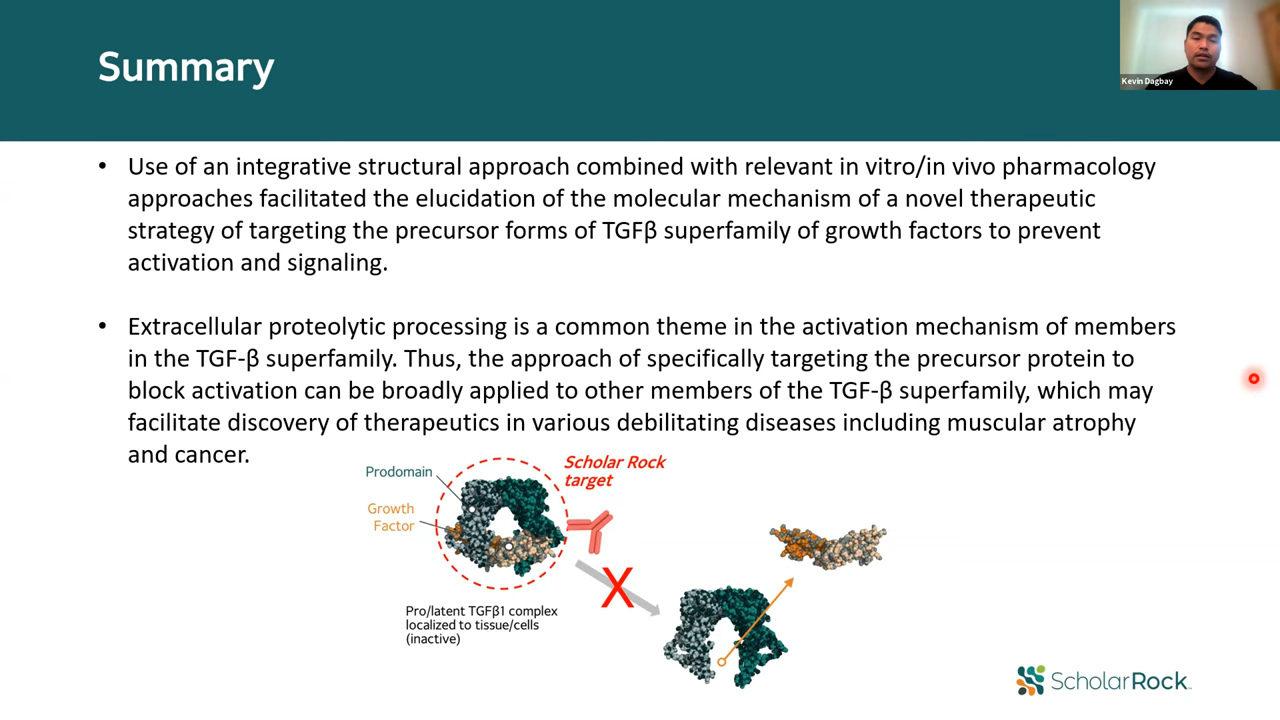 Summary
Kevin Dagbay
• Use of an integrative structural approach combined with relevant in vitro/in vivo pharmacology
approaches facilitated the elucidation of the molecular mechanism of a novel therapeutic
strategy of targeting the precursor forms of TGFβ superfamily of growth factors to prevent
activation and signaling.
• Extracellular proteolytic processing is a common theme in the activation mechanism of members
in the TGF-β superfamily. Thus, the approach of specifically targeting the precursor protein to
block activation can be broadly applied to other members of the TGF-β superfamily, which may
facilitate discovery of therapeutics in various debilitating diseases including muscular atrophy
and cancer.
Scholar Rock
target
Prodomain
Growth
Factor
X
Pro/latent TGFβ1 complex
localized to tissue/cells
(inactive)
ScholarRock